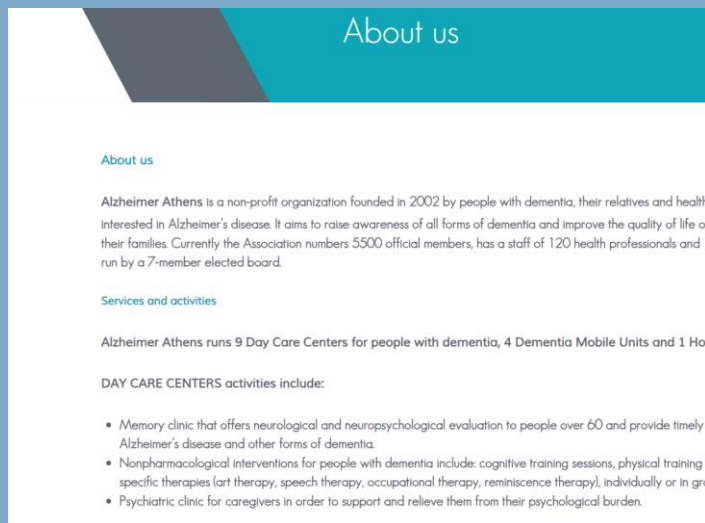 About us
About us
Alzheimer Athens is a non-profit organization founded in 2002 by people with dementia, their relatives and health
interested in Alzheimer's disease. It aims to raise awareness of all forms of dementia and improve the quality of life o
their families. Currently the Association numbers 5500 official members, has a staff of 120 health professionals and
run by a 7-member elected board.
Services and activities
Alzheimer Athens runs 9 Day Care Centers for people with dementia, 4 Dementia Mobile Units and 1 Ho
DAY CARE CENTERS activities include:
• Memory clinic that offers neurological and neuropsychological evaluation to people over 60 and provide timely
Alzheimer's disease and other forms of dementia.
• Nonpharmacological interventions for people with dementia include: cognitive training sessions, physical training
specific therapies (art therapy, speech therapy, occupational therapy, reminiscence therapy), individually or in gro
• Psychiatric clinic for caregivers in order to support and relieve them from their psychological burden.